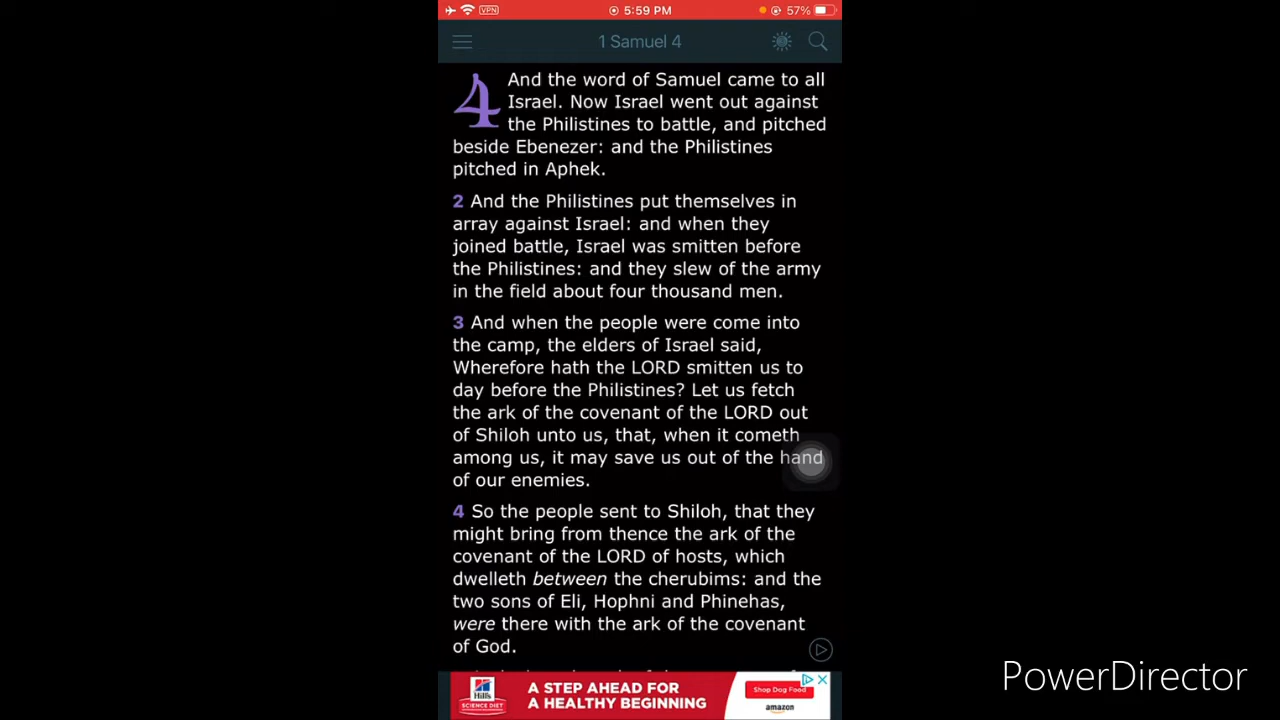 VPN
5:59 PM
57%
1 Samuel 4
4 And the word of Samuel came to all
Israel. Now Israel went out against
the Philistines to battle, and pitched
beside Ebenezer: and the Philistines
pitched in Aphek.
2 And the Philistines put themselves in
array against Israel: and when they
joined battle, Israel was smitten before
the Philistines: and they slew of the army
in the field about four thousand men.
3 And when the people were come into
the camp, the elders of Israel said,
Wherefore hath the LORD smitten us to
day before the Philistines? Let us fetch
the ark of the covenant of the LORD out
of Shiloh unto us, that, when it cometh
among us, it may save us out of the hand
of our enemies.
4 So the people sent to Shiloh, that they
might bring from thence the ark of the
covenant of the LORD of hosts, which
dwelleth between the cherubims: and the
two sons of Eli, Hophni and Phinehas,
were there with the ark of the covenant
of God.
Hill's
SCIENCE DIET
A STEP AHEAD FOR
A HEALTHY BEGINNING
Shop Dog Food
amazon
PowerDirector